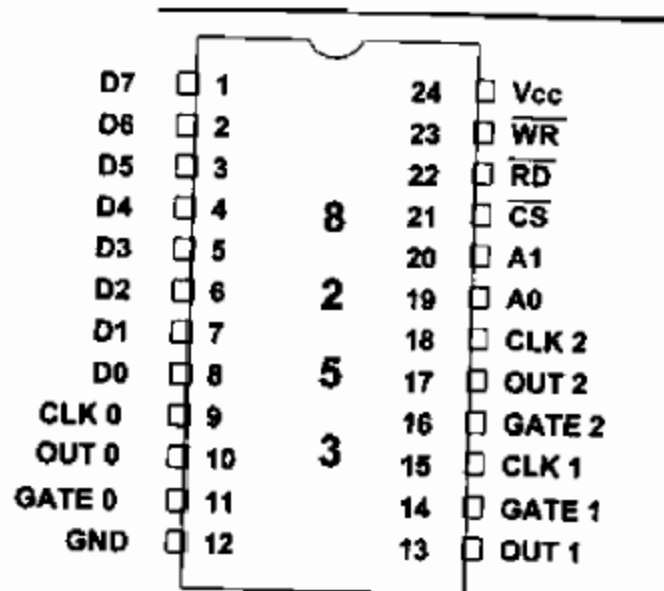 D7 1 24 Vcc
D6 2 23 WR
D5 3 22 RD
D4 4 8 21 CS
D3 5 20 A1
D2 6 2 19 A0
D1 7 18 CLK 2
D0 8 5 17 OUT 2
CLK 0 9 16 GATE 2
OUT 0 10 3 15 CLK 1
GATE 0 11 14 GATE 1
GND 12 13 OUT 1